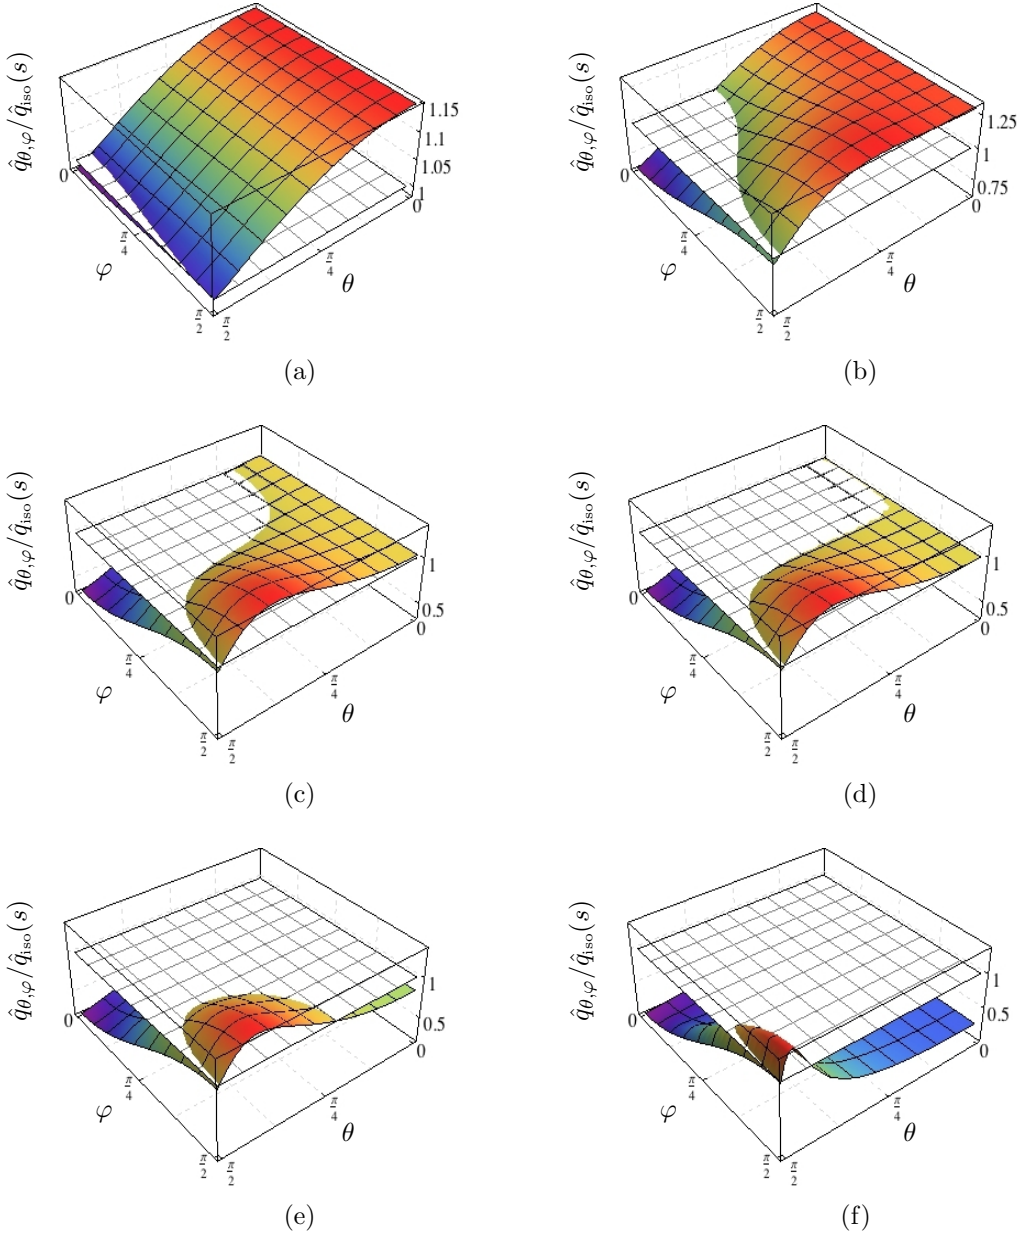 q̂θ,φ/q̂iso(s)
1.15
1.1
1.05
1
0
0
π/4
π/4
φ
θ
π/2
π/2
(a)
q̂θ,φ/q̂iso(s)
1.25
1
0.75
0
0
π/4
π/4
φ
θ
π/2
π/2
(b)
q̂θ,φ/q̂iso(s)
1
0.5
0
0
π/4
π/4
φ
θ
π/2
π/2
(c)
q̂θ,φ/q̂iso(s)
1
0.5
0
0
π/4
π/4
φ
θ
π/2
π/2
(d)
q̂θ,φ/q̂iso(s)
1
0.5
0
0
π/4
π/4
φ
θ
π/2
π/2
(e)
q̂θ,φ/q̂iso(s)
1
0.5
0
0
π/4
π/4
φ
θ
π/2
π/2
(f)